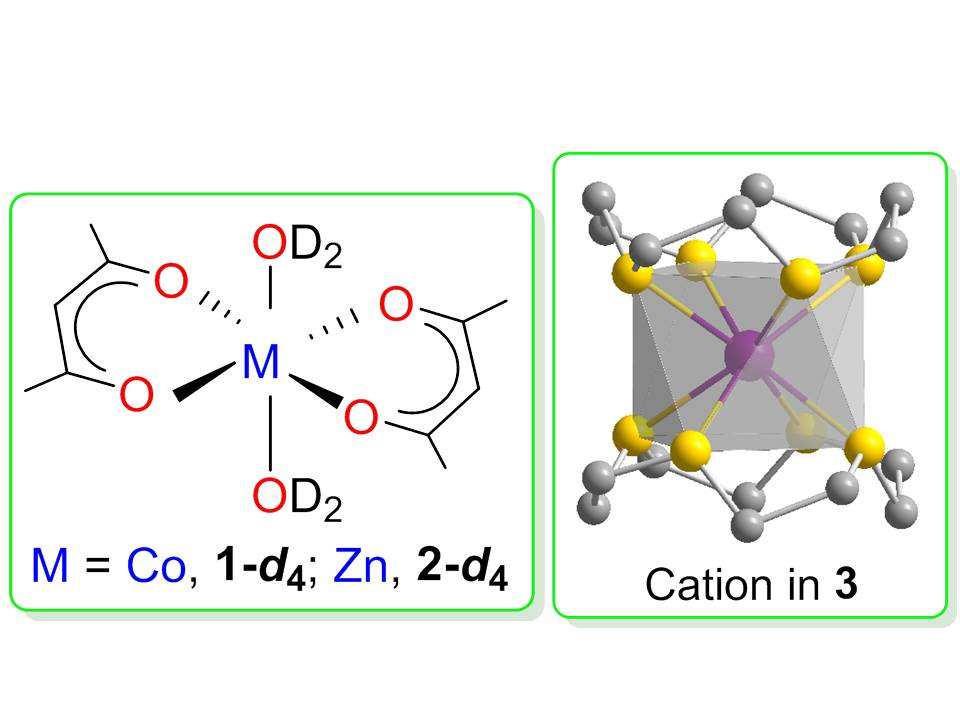 OD2
O
O
M
O
O
OD2
M = Co, 1-d4; Zn, 2-d4
Cation in 3